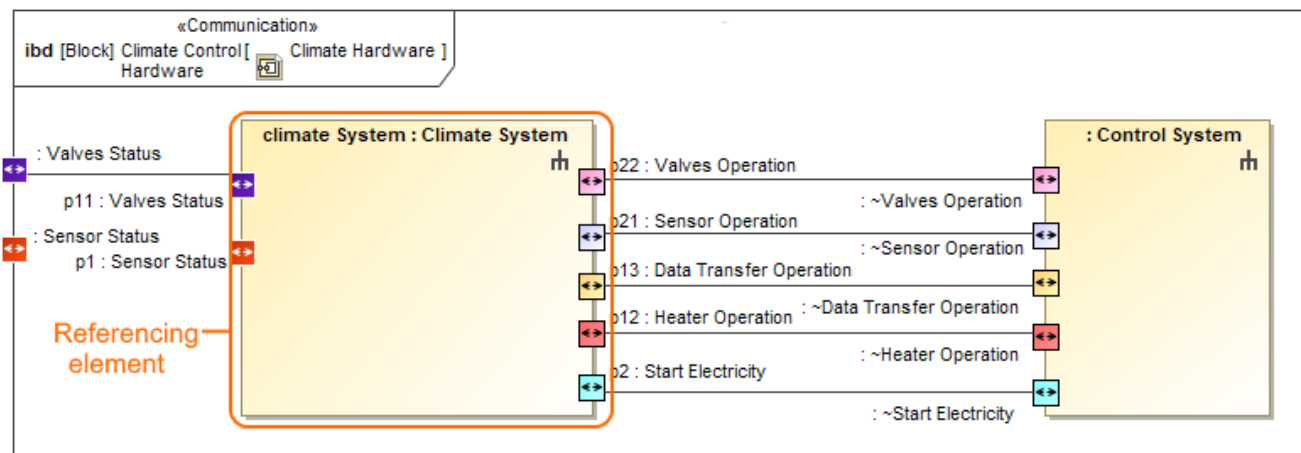 «Communication»
ibd [Block] Climate Control[ Climate Hardware ]
Hardware
climate System : Climate System
: Control System
: Valves Status
p22 : Valves Operation
p11 : Valves Status
: ~Valves Operation
p21 : Sensor Operation
: Sensor Status
: ~Sensor Operation
p1 : Sensor Status
p13 : Data Transfer Operation
: ~Data Transfer Operation
p12 : Heater Operation
Referencing
element
: ~Heater Operation
p2 : Start Electricity
: ~Start Electricity